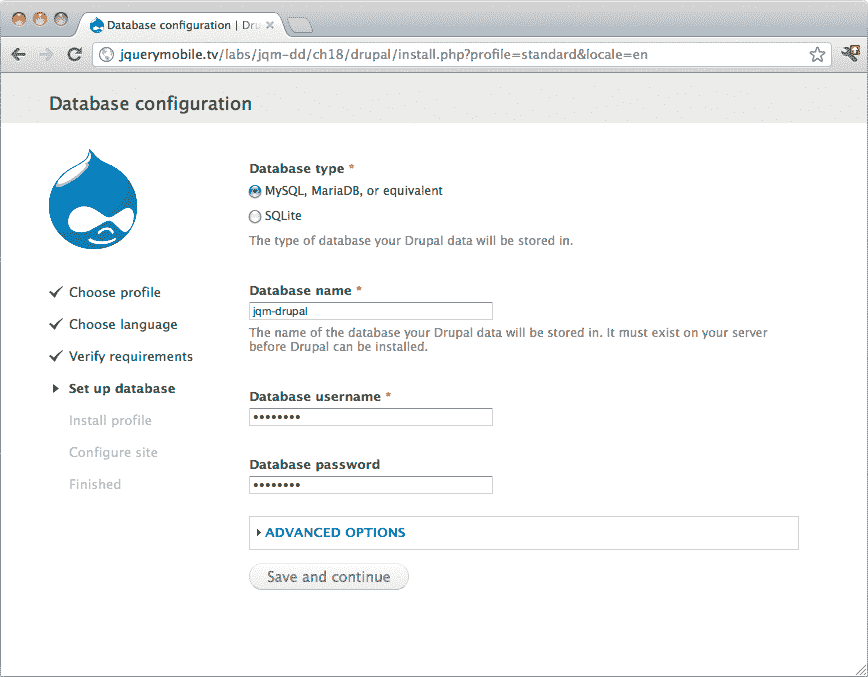 Database configuration | Dru
jquerymobile.tv/labs/jqm-dd/ch18/drupal/install.php?profile=standard&locale=en
Database configuration
Choose profile
Choose language
Verify requirements
Set up database
Install profile
Configure site
Finished
Database type *
MySQL, MariaDB, or equivalent
SQLite
The type of database your Drupal data will be stored in.
Database name *
jqm-drupal
The name of the database your Drupal data will be stored in. It must exist on your server
before Drupal can be installed.
Database username *
••••••••
Database password
••••••••
ADVANCED OPTIONS
Save and continue